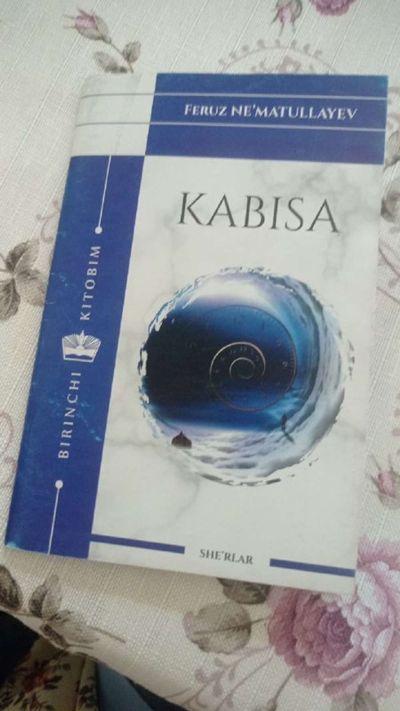 Feruz NE'MATULLAYEV
KABISA
BIRINCHI KITOBIM
SHE'RLAR